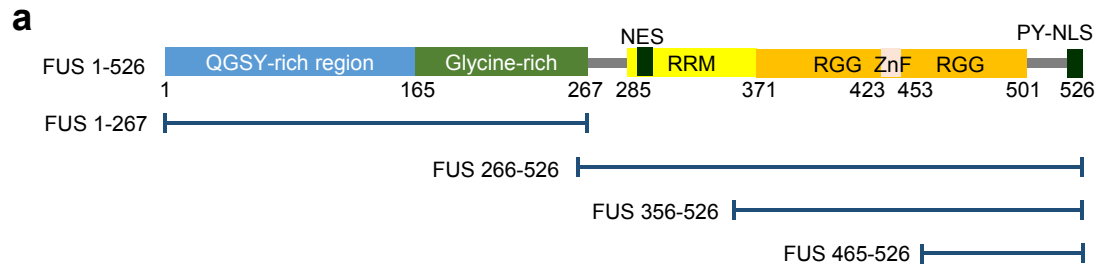 a
NES PY-NLS
FUS 1-526 QGSY-rich region Glycine-rich RRM RGG ZnF RGG
1 165 267 285 371 423 453 501 526
FUS 1-267
FUS 266-526
FUS 356-526
FUS 465-526